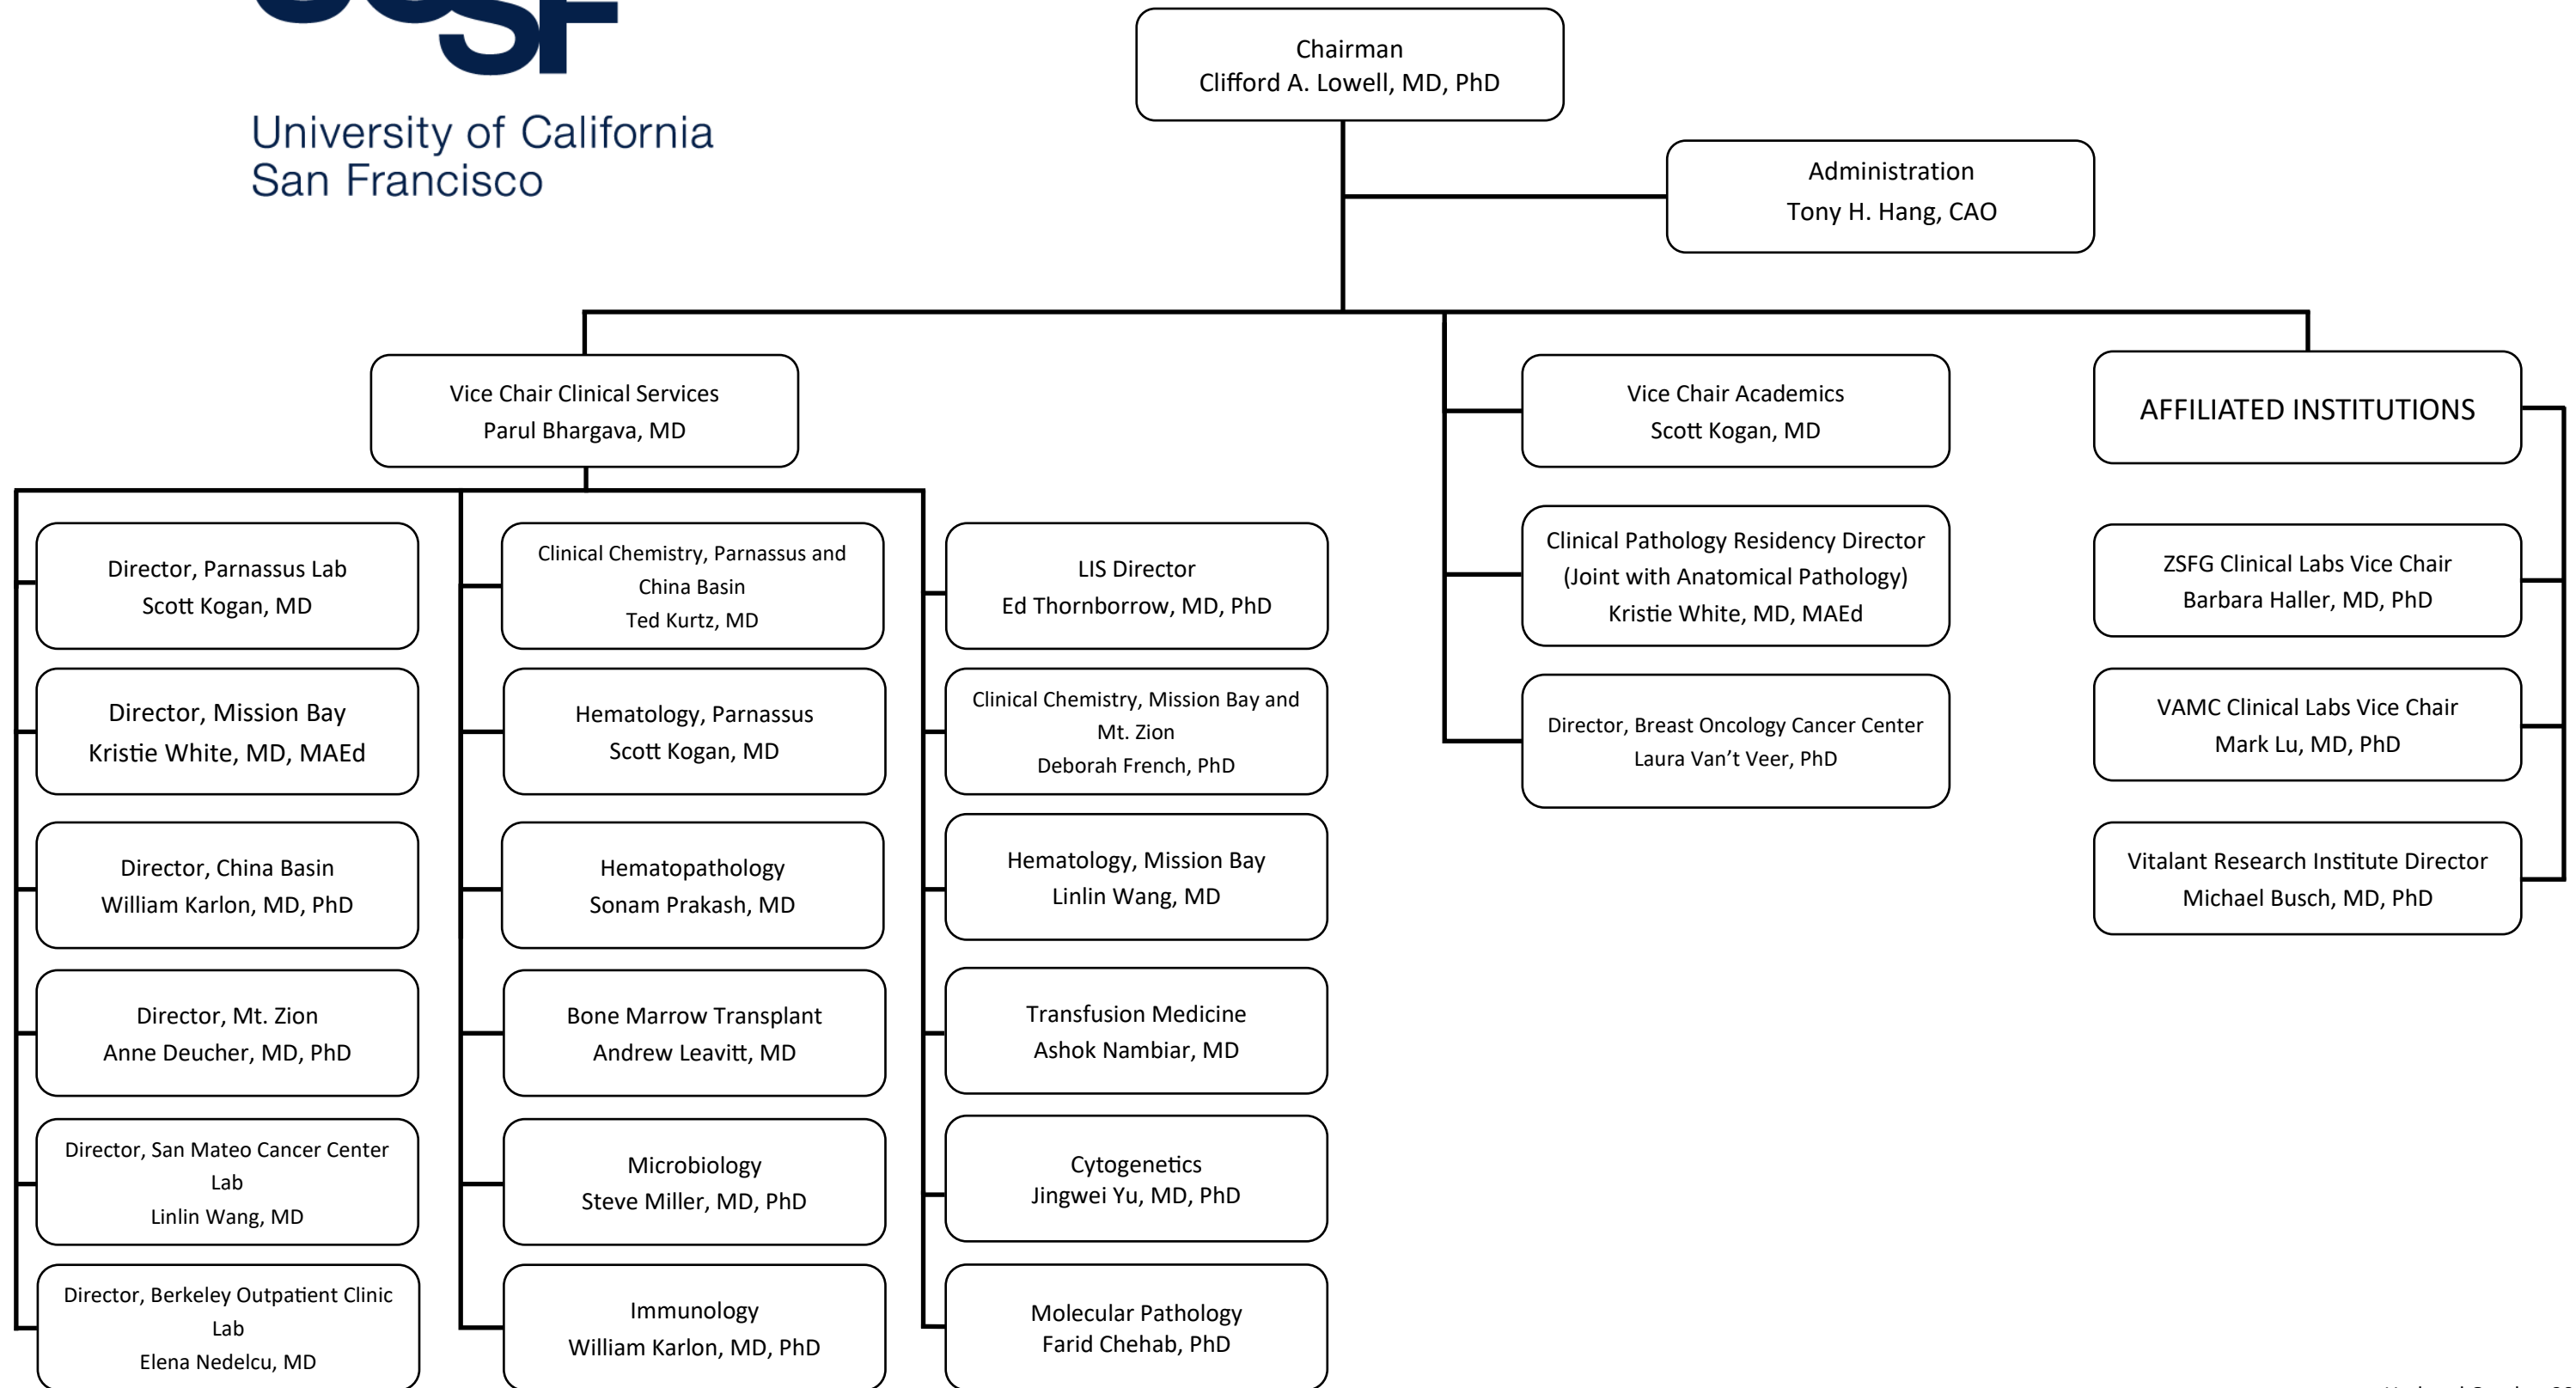 University of California
San Francisco
Chairman
Clifford A. Lowell, MD, PhD
Administration
Tony H. Hang, CAO
Vice Chair Clinical Services
Parul Bhargava, MD
Director, Parnassus Lab
Scott Kogan, MD
Director, Mission Bay
Kristie White, MD, MAEd
Director, China Basin
William Karlon, MD, PhD
Director, Mt. Zion
Anne Deucher, MD, PhD
Director, San Mateo Cancer Center
Lab
Linlin Wang, MD
Director, Berkeley Outpatient Clinic
Lab
Elena Nedelcu, MD
Clinical Chemistry, Parnassus and
China Basin
Ted Kurtz, MD
Hematology, Parnassus
Scott Kogan, MD
Hematopathology
Sonam Prakash, MD
Bone Marrow Transplant
Andrew Leavitt, MD
Microbiology
Steve Miller, MD, PhD
Immunology
William Karlon, MD, PhD
LIS Director
Ed Thornborrow, MD, PhD
Clinical Chemistry, Mission Bay and
Mt. Zion
Deborah French, PhD
Hematology, Mission Bay
Linlin Wang, MD
Transfusion Medicine
Ashok Nambiar, MD
Cytogenetics
Jingwei Yu, MD, PhD
Molecular Pathology
Farid Chehab, PhD
Vice Chair Academics
Scott Kogan, MD
Clinical Pathology Residency Director
(Joint with Anatomical Pathology)
Kristie White, MD, MAEd
Director, Breast Oncology Cancer Center
Laura Van’t Veer, PhD
AFFILIATED INSTITUTIONS
ZSFG Clinical Labs Vice Chair
Barbara Haller, MD, PhD
VAMC Clinical Labs Vice Chair
Mark Lu, MD, PhD
Vitalant Research Institute Director
Michael Busch, MD, PhD